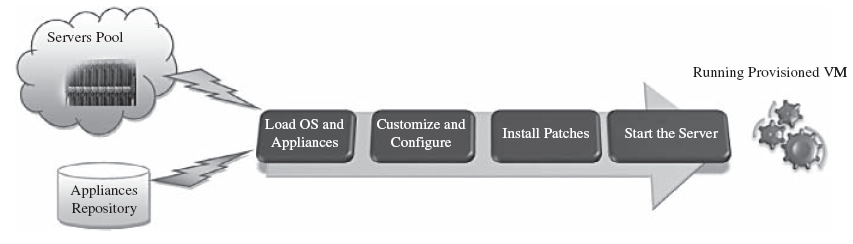 Servers Pool
Running Provisioned VM
Load OS and
Appliances
Customize and
Configure
Install Patches
Start the Server
Appliances
Repository